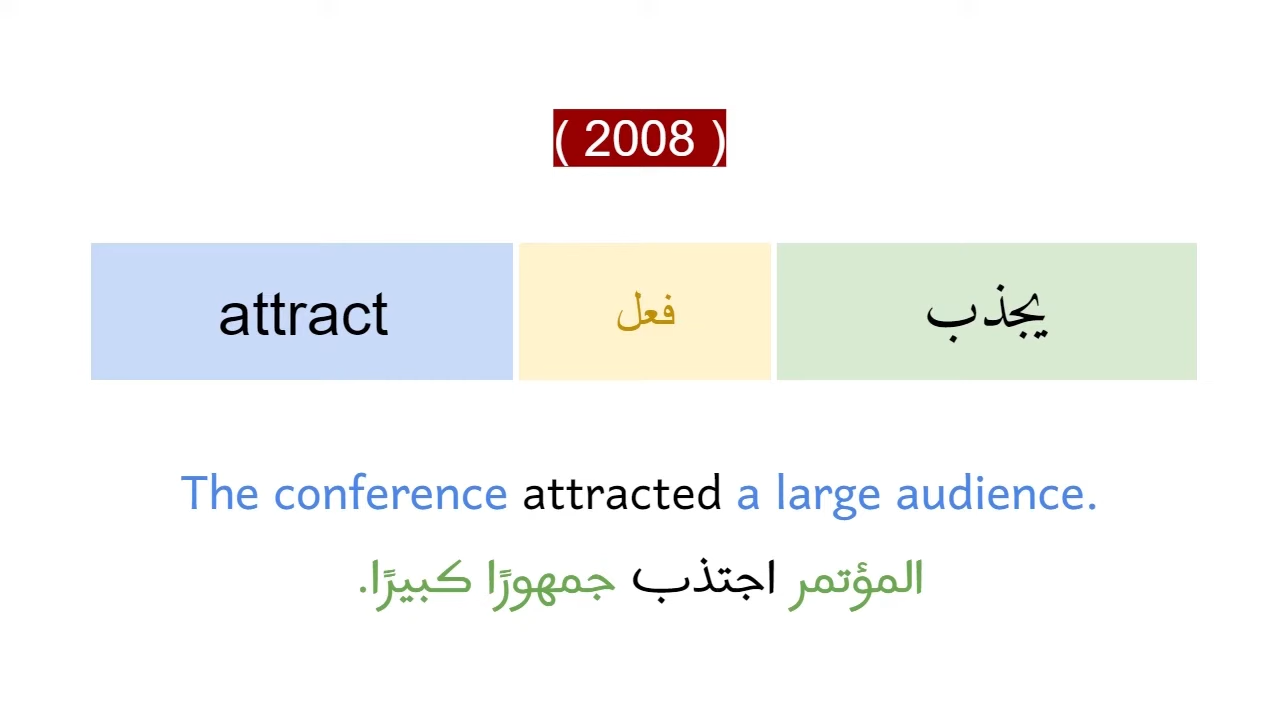 ( 2008 )
attract فعل يجذب
The conference attracted a large audience.
المؤتمر اجتذب جمهورًا كبيرًا.